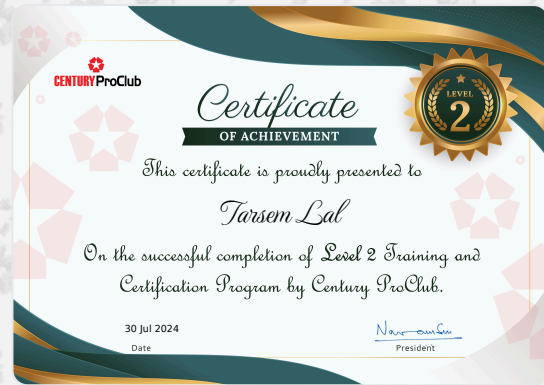 CENTURY ProClub
LEVEL
2
Certificate
OF ACHIEVEMENT
This certificate is proudly presented to
Tarsem Lal
On the successful completion of Level 2 Training and
Certification Program by Century ProClub.
30 Jul 2024
Date
President